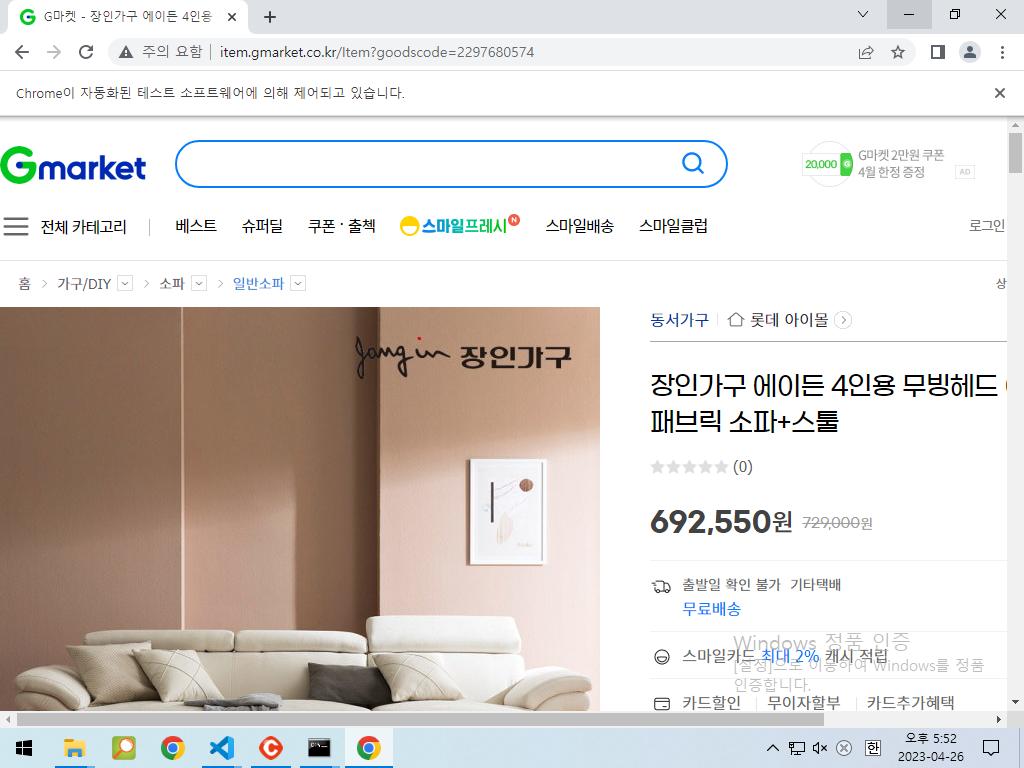 G마켓 - 장인가구 에이든 4인용
주의 요함 item.gmarket.co.kr/Item?goodscode=2297680574
Chrome이 자동화된 테스트 소프트웨어에 의해 제어되고 있습니다.
Gmarket
20,000 G
G마켓 2만원 쿠폰
4월 한정 증정
AD
전체 카테고리 베스트 슈퍼딜 쿠폰·출첵 스마일프레시 N 스마일배송 스마일클럽 로그인
홈 > 가구/DIY > 소파 > 일반소파 상
jang in 장인가구
동서가구 롯데 아이몰
장인가구 에이든 4인용 무빙헤드
패브릭 소파+스툴
(0)
692,550원 729,000원
출발일 확인 불가 기타택배
무료배송
Windows 정품 인증
스마일카드 최대 2% 캐시 적립
[설정]으로 이동하여 Windows를 정품
인증합니다.
카드할인 무이자할부 카드추가혜택
한
오후 5:52
2023-04-26